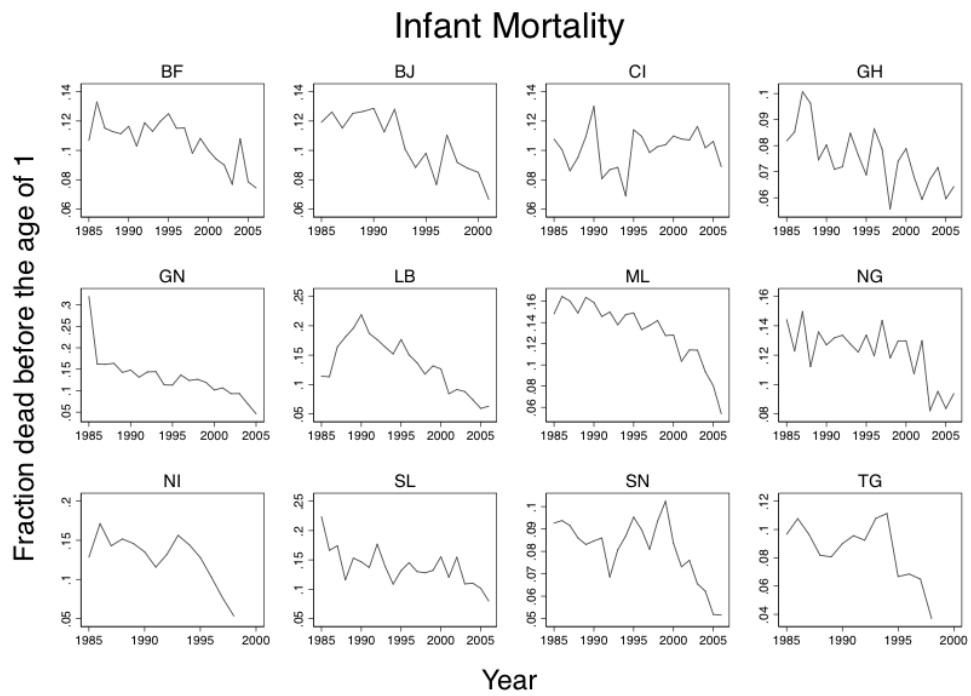 Infant Mortality
Fraction dead before the age of 1
BF
.14
.12
.1
.08
.06
1985 1990 1995 2000 2005
BJ
.14
.12
.1
.08
.06
1985 1990 1995 2000
CI
.14
.12
.1
.08
.06
1985 1990 1995 2000 2005
GH
.1
.09
.08
.07
.06
1985 1990 1995 2000 2005
GN
.3
.25
.2
.15
.1
.05
1985 1990 1995 2000 2005
LB
.25
.2
.15
.1
.05
1985 1990 1995 2000 2005
ML
.16
.14
.12
.1
.08
.06
1985 1990 1995 2000 2005
NG
.16
.14
.12
.1
.08
1985 1990 1995 2000 2005
NI
.2
.15
.1
.05
1985 1990 1995 2000
SL
.25
.2
.15
.1
.05
1985 1990 1995 2000 2005
SN
.1
.09
.08
.07
.06
.05
1985 1990 1995 2000 2005
TG
.12
.1
.08
.06
.04
1985 1990 1995 2000
Year